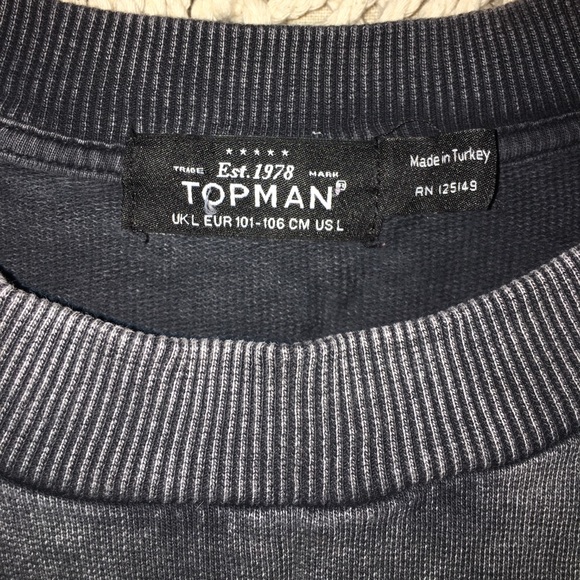 ★★★★★
TRADE Est. 1978 MARK
TOPMAN®
UK L EUR 101-106 CM US L
Made in Turkey
RN 125149